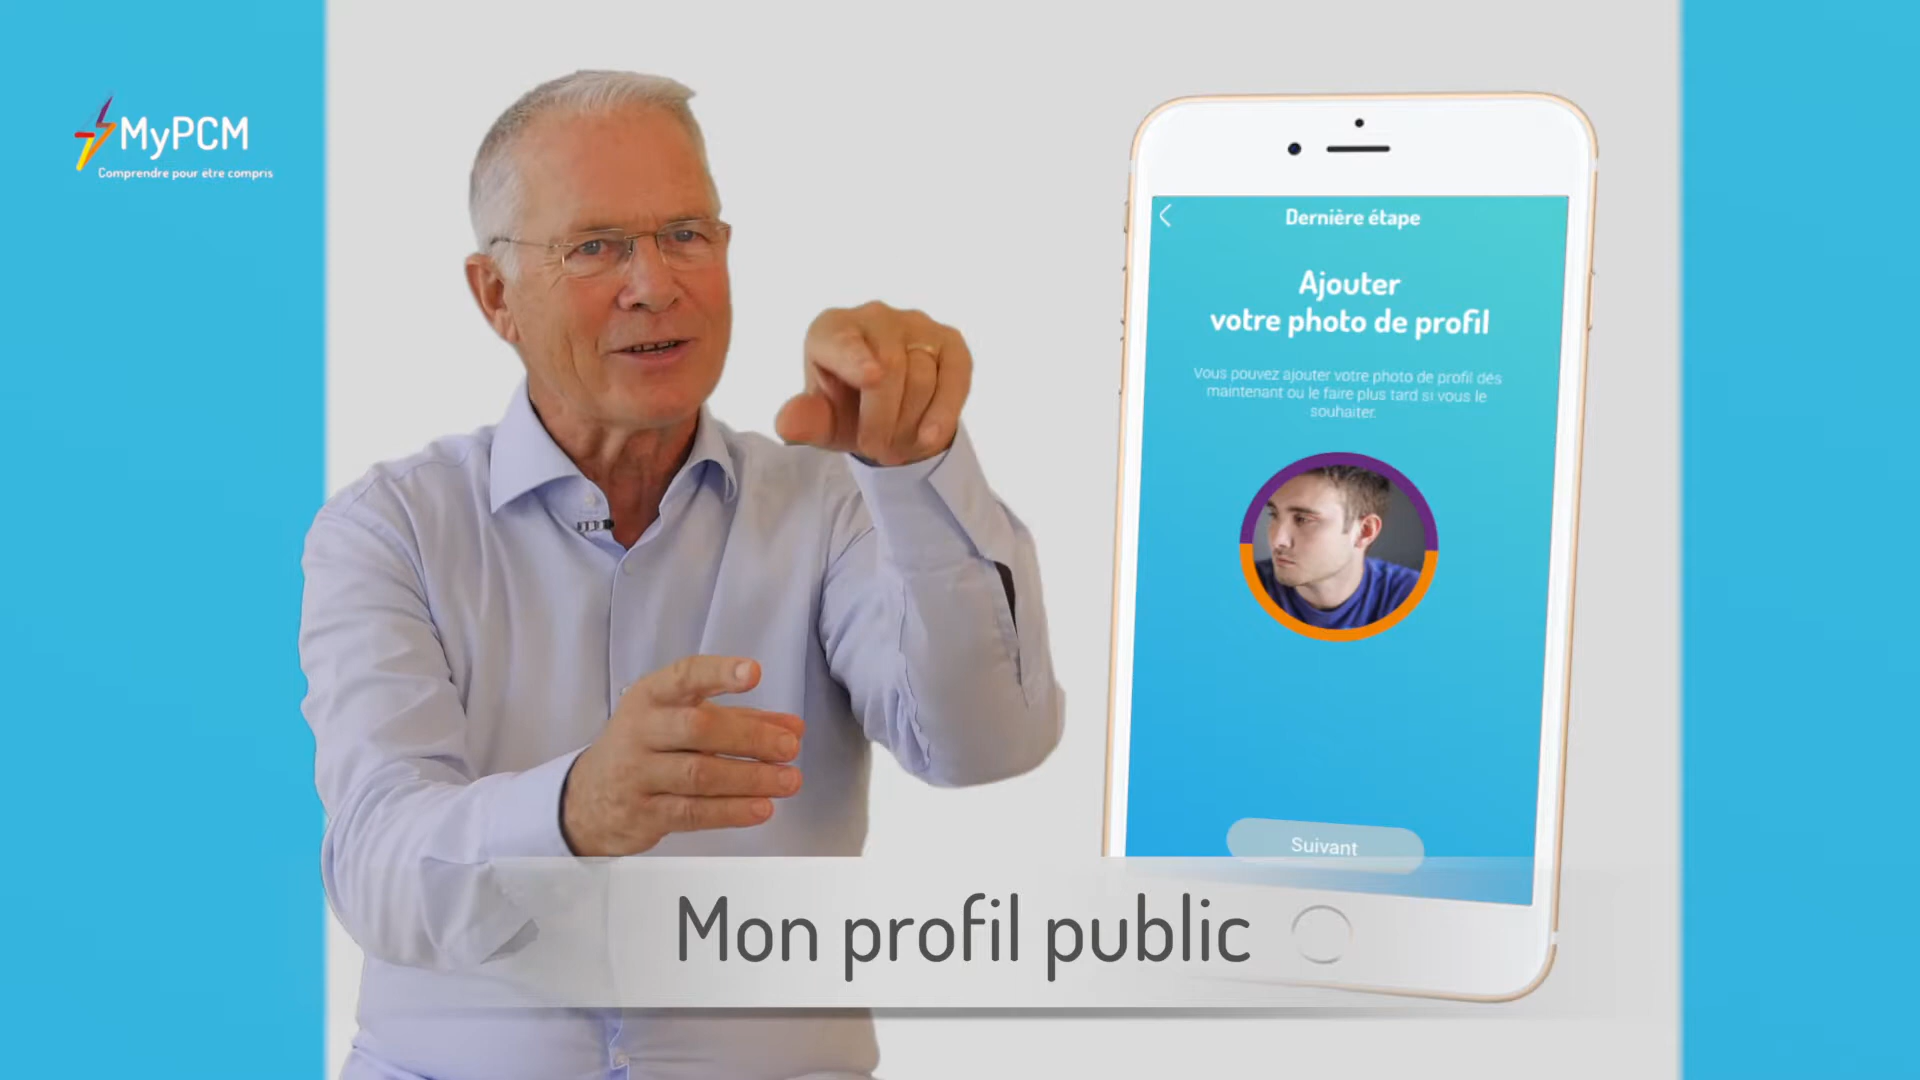 MyPCM
Comprendre pour etre compris
Dernière étape
Ajouter
votre photo de profil
Vous pouvez ajouter votre photo de profil dés
maintenant ou le faire plus tard si vous le
souhaiter.
Suivant
Mon profil public